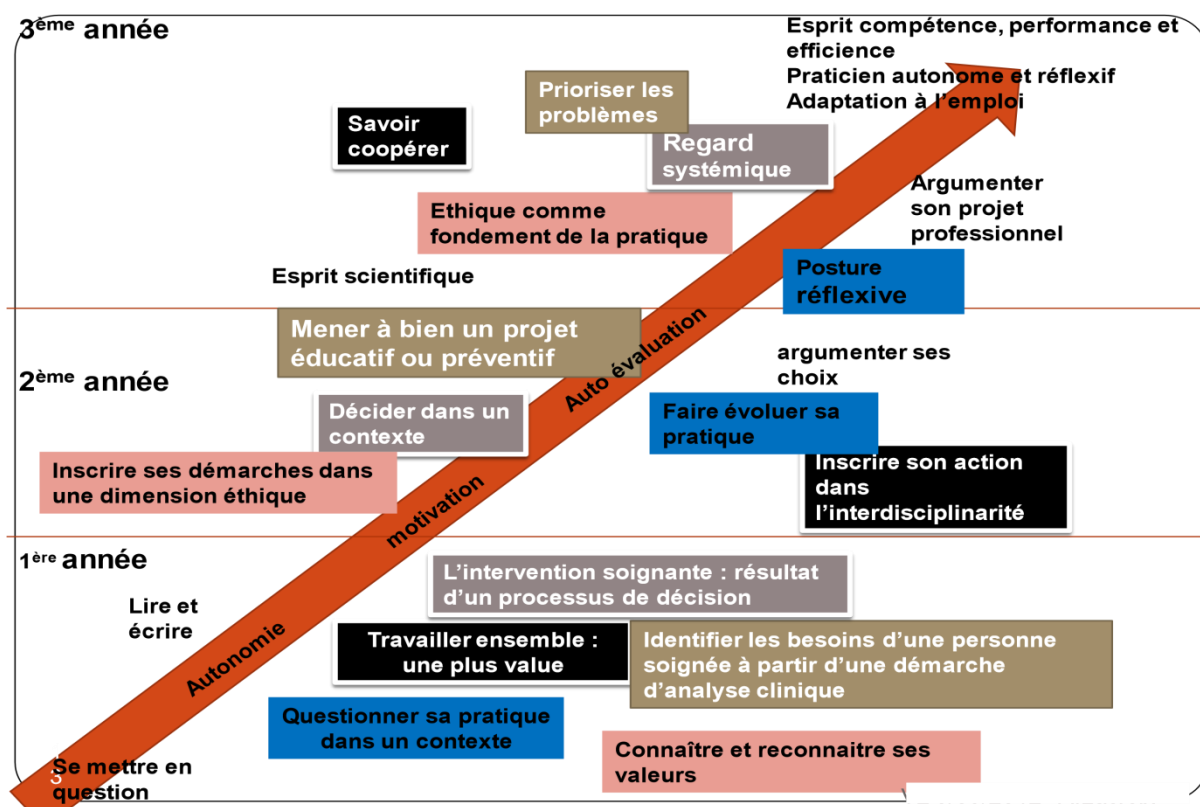 3ème année
Esprit compétence, performance et
efficience
Praticien autonome et réflexif
Adaptation à l'emploi
Prioriser les
problèmes
Savoir
coopérer
Regard
systémique
Argumenter
son projet
professionnel
Ethique comme
fondement de la pratique
Esprit scientifique
Posture
réflexive
Mener à bien un projet
éducatif ou préventif
Auto évaluation
argumenter ses
choix
2ème année
Décider dans un
contexte
Faire évoluer sa
pratique
Inscrire ses démarches dans
une dimension éthique
Inscrire son action
dans
l'interdisciplinarité
motivation
1ère année
L'intervention soignante : résultat
d'un processus de décision
Lire et
écrire
Autonomie
Travailler ensemble :
une plus value
Identifier les besoins d'une personne
soignée à partir d'une démarche
d'analyse clinique
Questionner sa pratique
dans un contexte
Connaître et reconnaitre ses
valeurs
Se mettre en
question
3